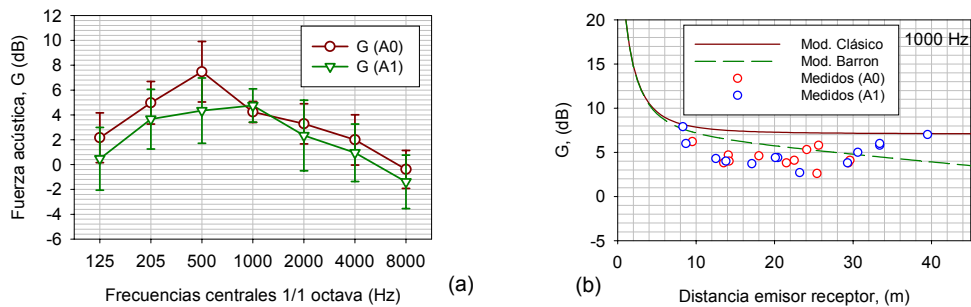 Fuerza acústica, G (dB)
12
10
8
6
4
2
0
-2
-4
-6
125 205 500 1000 2000 4000 8000
Frecuencias centrales 1/1 octava (Hz)
G (A0)
G (A1)
(a)
G, (dB)
20
15
10
5
0
-5
0 10 20 30 40
Distancia emisor receptor, (m)
Mod. Clásico
Mod. Barron
Medidos (A0)
Medidos (A1)
1000 Hz
(b)